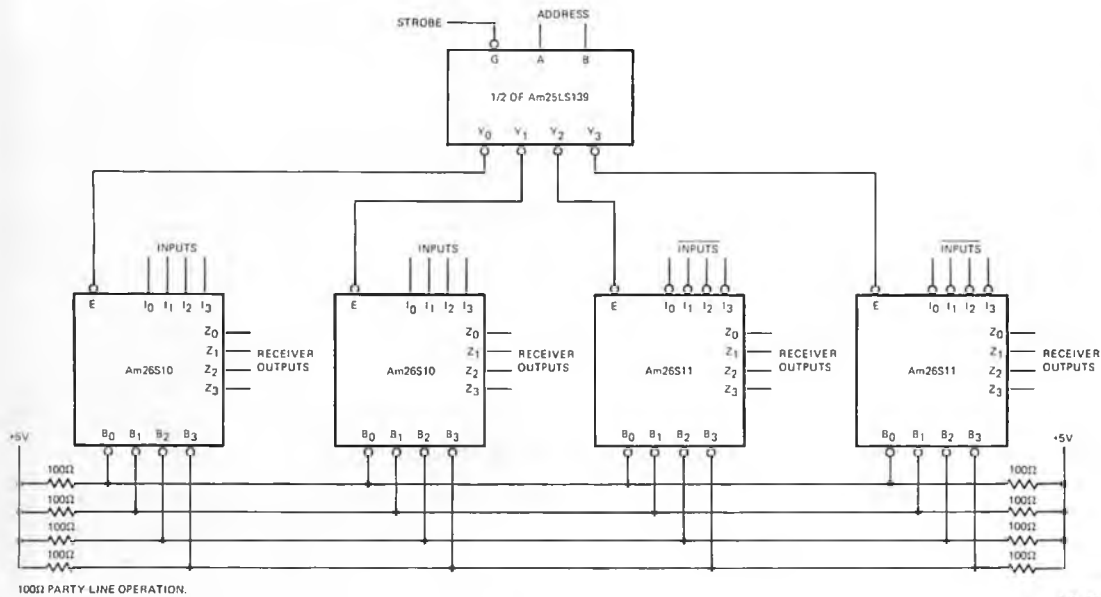 STROBE
ADDRESS
G A B
1/2 OF Am25LS139
Y0 Y1 Y2 Y3
INPUTS
INPUTS
INPUTS
INPUTS
E I0 I1 I2 I3
E I0 I1 I2 I3
E I0 I1 I2 I3
E I0 I1 I2 I3
Z0
Z1
Z2
Z3
RECEIVER
OUTPUTS
Z0
Z1
Z2
Z3
RECEIVER
OUTPUTS
Z0
Z1
Z2
Z3
RECEIVER
OUTPUTS
Z0
Z1
Z2
Z3
RECEIVER
OUTPUTS
Am26S10
Am26S10
Am26S11
Am26S11
B0 B1 B2 B3
B0 B1 B2 B3
B0 B1 B2 B3
B0 B1 B2 B3
+5V
+5V
100Ω
100Ω
100Ω
100Ω
100Ω
100Ω
100Ω
100Ω
100Ω PARTY-LINE OPERATION.